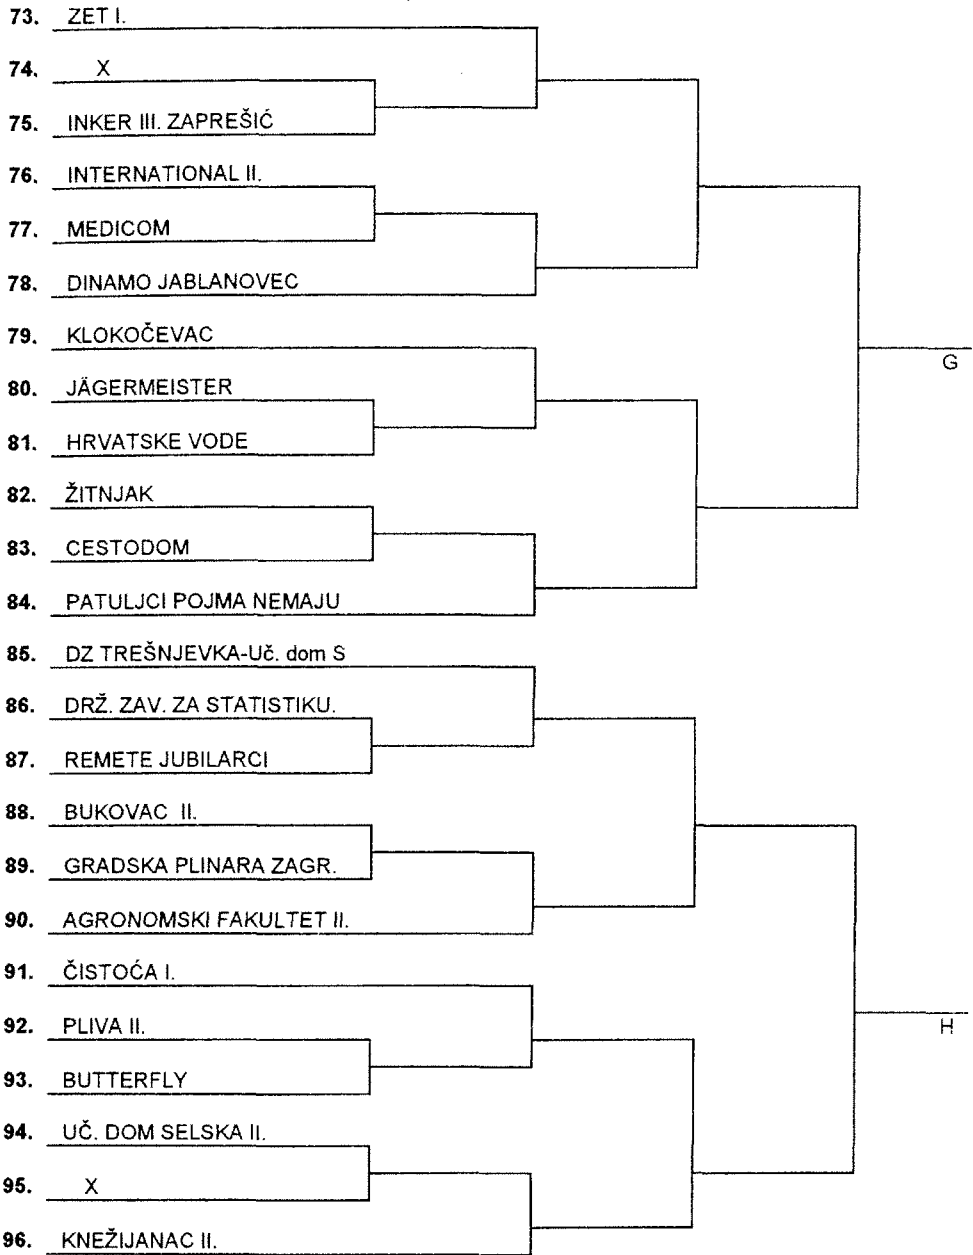 73. ZET I.
74. X
75. INKER III. ZAPREŠIĆ
76. INTERNATIONAL II.
77. MEDICOM
78. DINAMO JABLANOVEC
79. KLOKOČEVAC
G
80. JÄGERMEISTER
81. HRVATSKE VODE
82. ŽITNJAK
83. CESTODOM
84. PATULJCI POJMA NEMAJU
85. DZ TREŠNJEVKA-Uč. dom S
86. DRŽ. ZAV. ZA STATISTIKU.
87. REMETE JUBILARCI
88. BUKOVAC II.
89. GRADSKA PLINARA ZAGR.
90. AGRONOMSKI FAKULTET II.
91. ČISTOĆA I.
92. PLIVA II.
H
93. BUTTERFLY
94. UČ. DOM SELSKA II.
95. X
96. KNEŽIJANAC II.